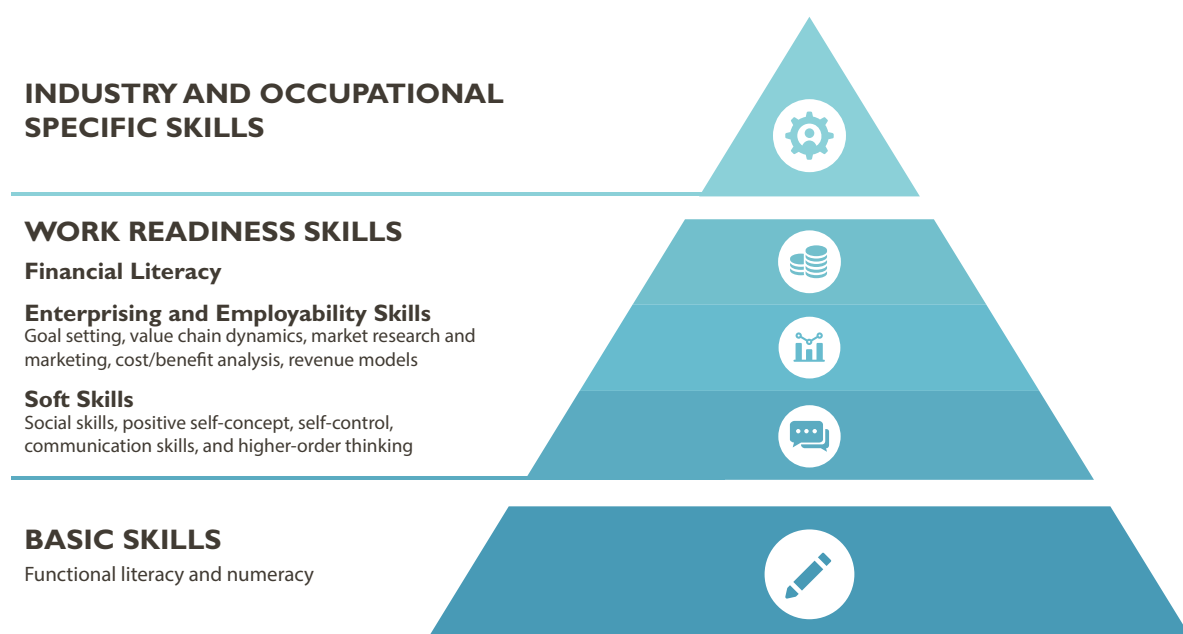 INDUSTRY AND OCCUPATIONAL
SPECIFIC SKILLS
WORK READINESS SKILLS
Financial Literacy
Enterprising and Employability Skills
Goal setting, value chain dynamics, market research and
marketing, cost/benefit analysis, revenue models
Soft Skills
Social skills, positive self-concept, self-control,
communication skills, and higher-order thinking
BASIC SKILLS
Functional literacy and numeracy